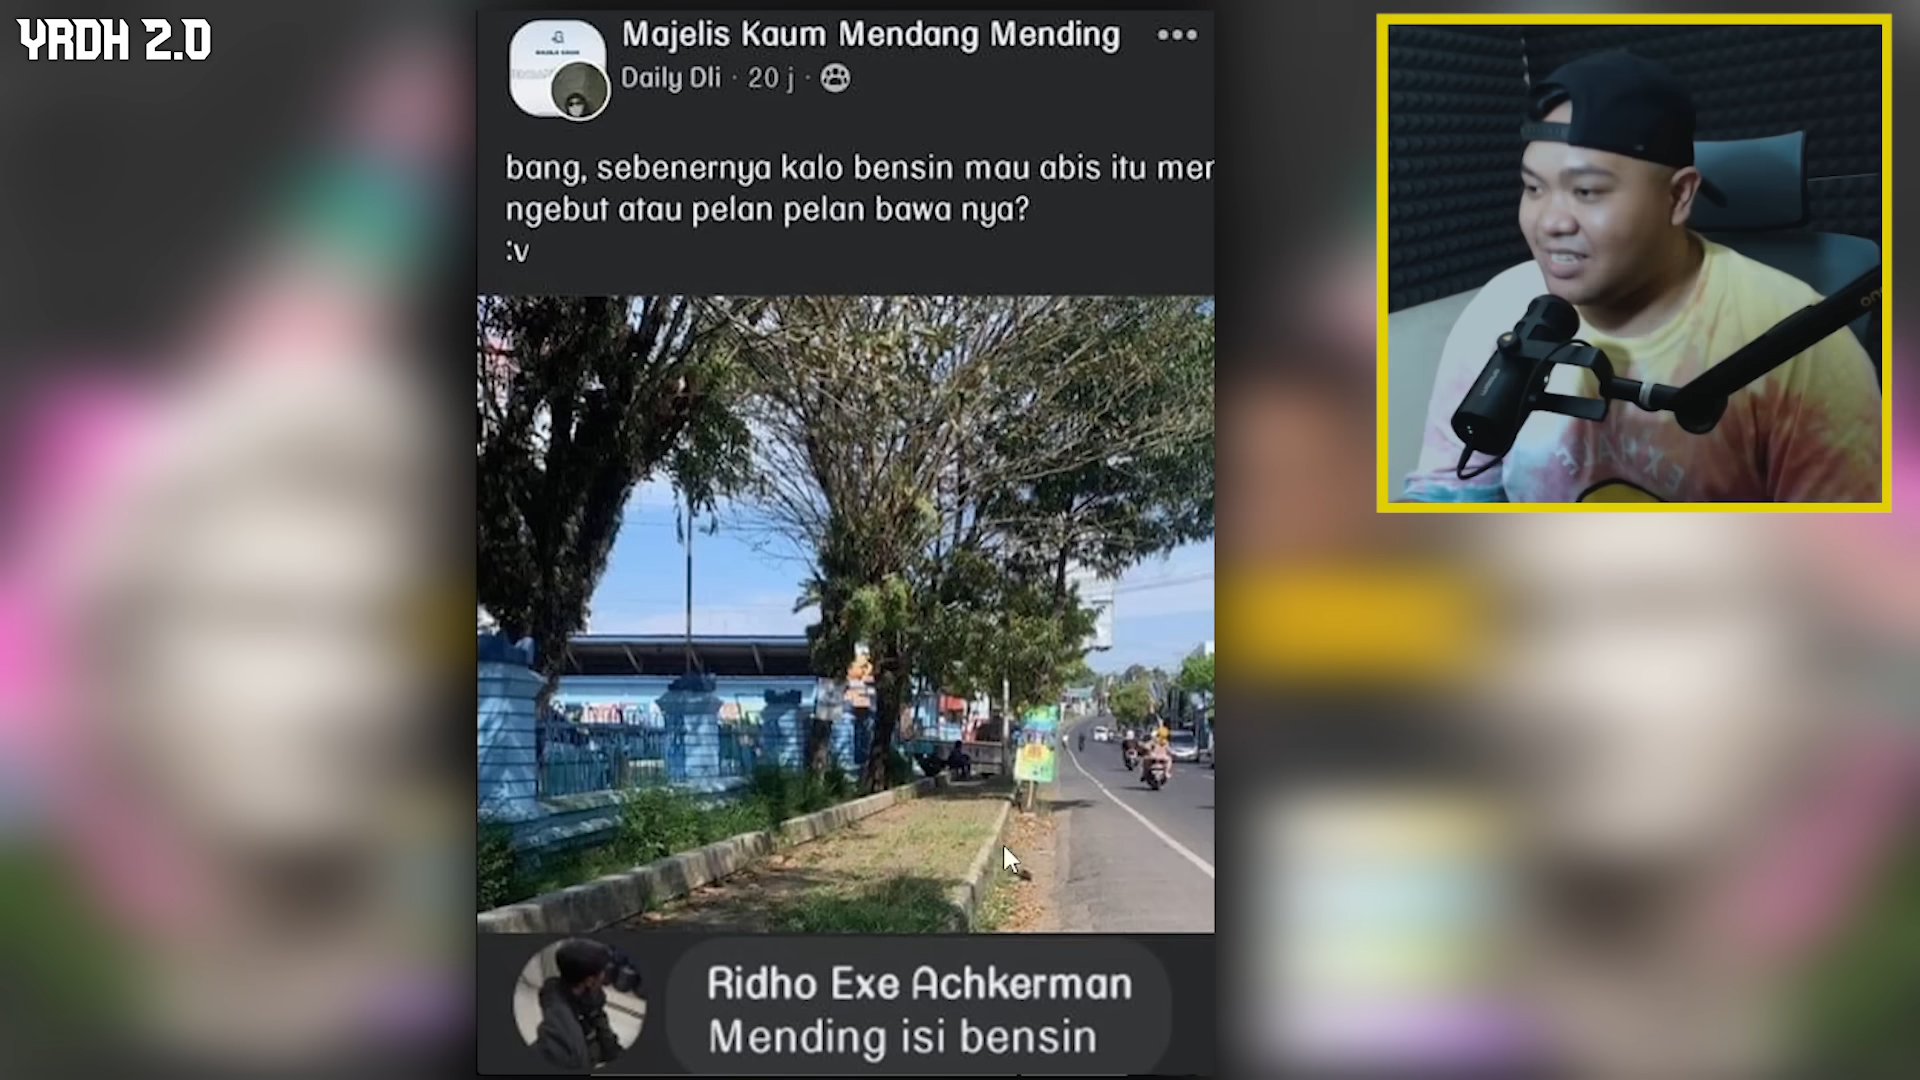 YRDH 2.0
Majelis Kaum Mendang Mending
Daily Dli · 20 j ·
bang, sebenernya kalo bensin mau abis itu mer
ngebut atau pelan pelan bawa nya?
:v
Ridho Exe Achkerman
Mending isi bensin